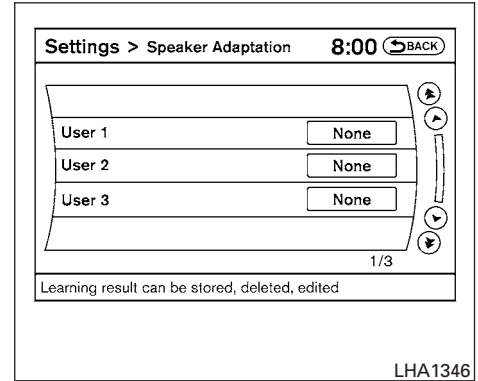 Settings > Speaker Adaptation 8:00 BACK
User 1 None
User 2 None
User 3 None
1/3
Learning result can be stored, deleted, edited
LHA1346